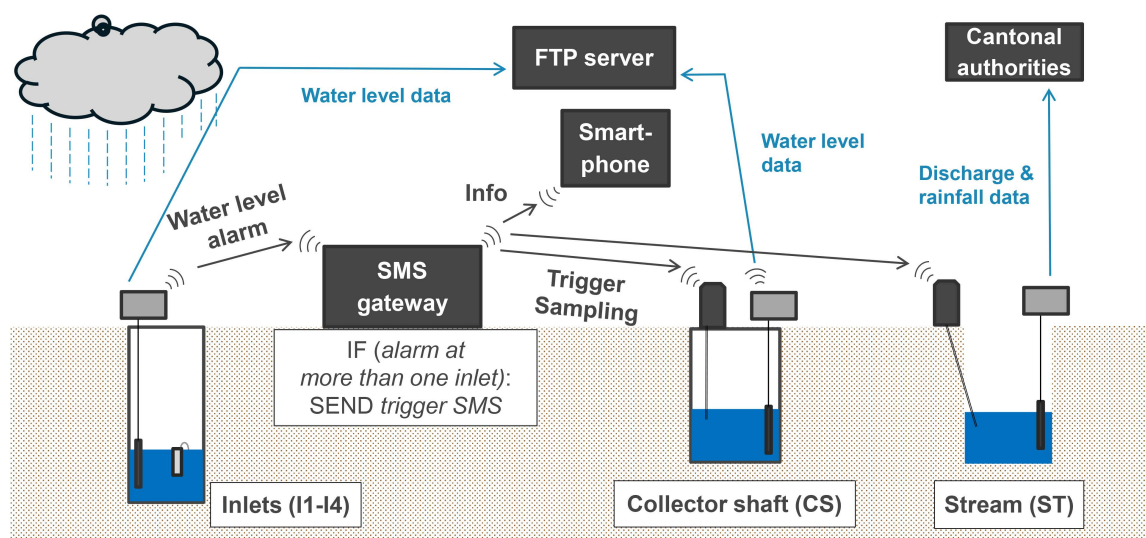 FTP server
Cantonal
authorities
Water level data
Smart-
phone
Water level
data
Discharge &
rainfall data
Water level
alarm
Info
SMS
gateway
Trigger
Sampling
IF (alarm at
more than one inlet):
SEND trigger SMS
Inlets (I1-I4)
Collector shaft (CS)
Stream (ST)